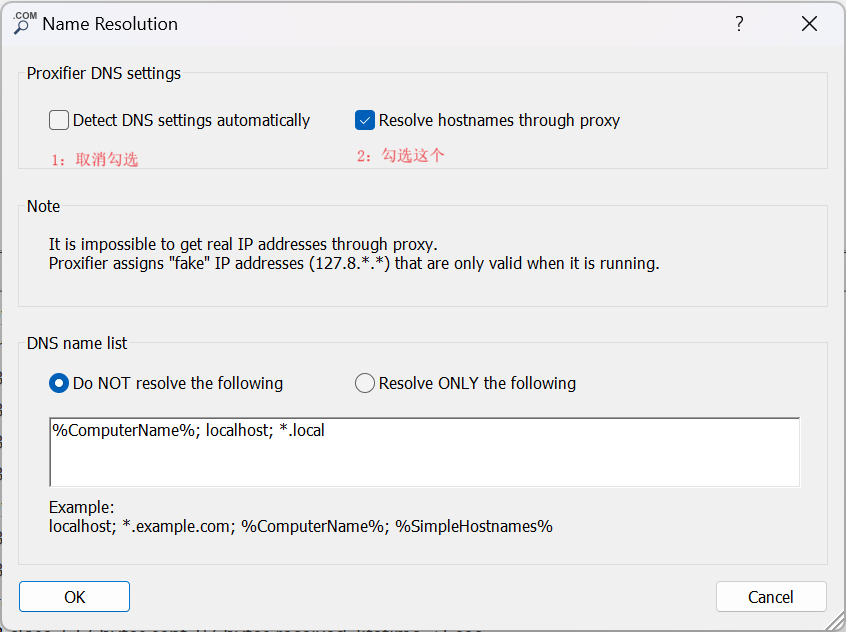 .COM
Name Resolution
?
Proxifier DNS settings
Detect DNS settings automatically
Resolve hostnames through proxy
1：取消勾选
2：勾选这个
Note
It is impossible to get real IP addresses through proxy.
Proxifier assigns "fake" IP addresses (127.8.*.*) that are only valid when it is running.
DNS name list
Do NOT resolve the following
Resolve ONLY the following
%ComputerName%; localhost; *.local
Example:
localhost; *.example.com; %ComputerName%; %SimpleHostnames%
OK
Cancel